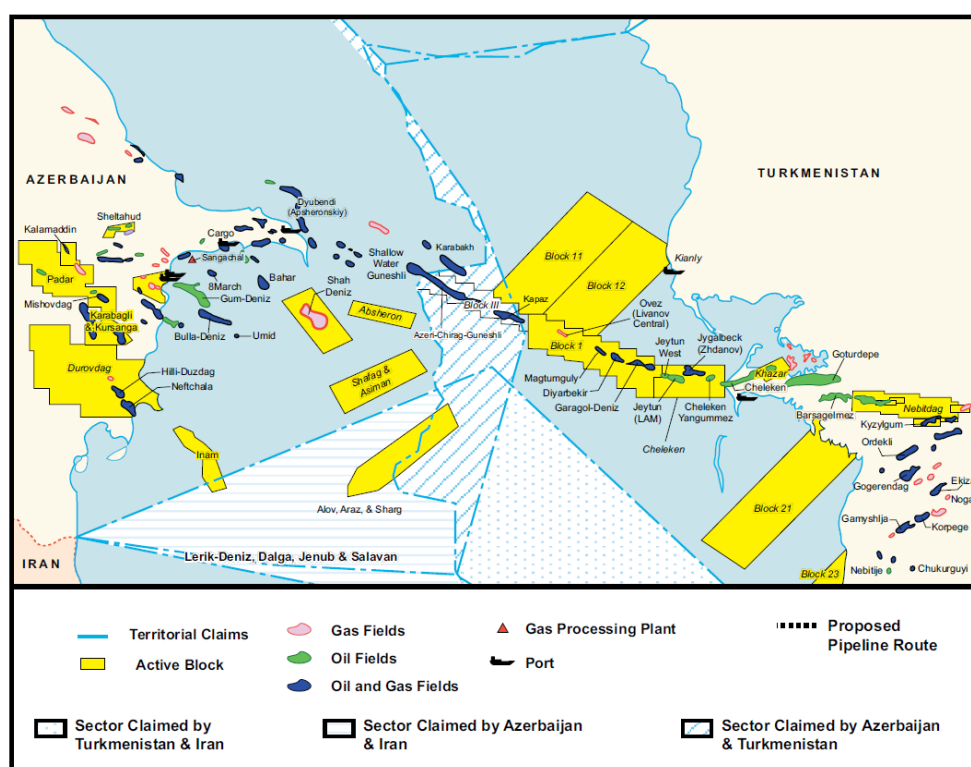 AZERBAIJAN
TURKMENISTAN
IRAN
Sheltahud
Kalamaddin
Padar
Mishovdag
Karabagli
& Kursanga
Durovdag
Hilli-Duzdag
Neftchala
Cargo
Sangachal
8March
Gum-Deniz
Bulla-Deniz
Umid
Bahar
Dyubendi
(Apsheronskiy)
Shah
Deniz
Absheron
Shafag &
Asiman
Inam
Shallow
Water
Guneshli
Karabakh
Block III
Azeri-Chirag-Guneshli
Kapaz
Block 11
Block 12
Kianly
Block 1
Ovez
(Livanov
Central)
Jeytun
West
Jygalbeck
(Zhdanov)
Magtumguly
Diyarbekir
Garagol-Deniz
Jeytun
(LAM)
Cheleken
Yangummez
Cheleken
Khazar
Cheleken
Goturdepe
Barsagelmez
Nebitdag
Kyzylgum
Ordekli
Gogerendag
Ekiz
Noga
Gamyshlja
Korpege
Block 21
Block 23
Nebitije
Chukurguyi
Alov, Araz, & Sharg
Lerik-Deniz, Dalga, Jenub & Salavan
Territorial Claims
Active Block
Gas Fields
Oil Fields
Oil and Gas Fields
Gas Processing Plant
Port
Proposed
Pipeline Route
Sector Claimed by
Turkmenistan & Iran
Sector Claimed by Azerbaijan
& Iran
Sector Claimed by Azerbaijan
& Turkmenistan